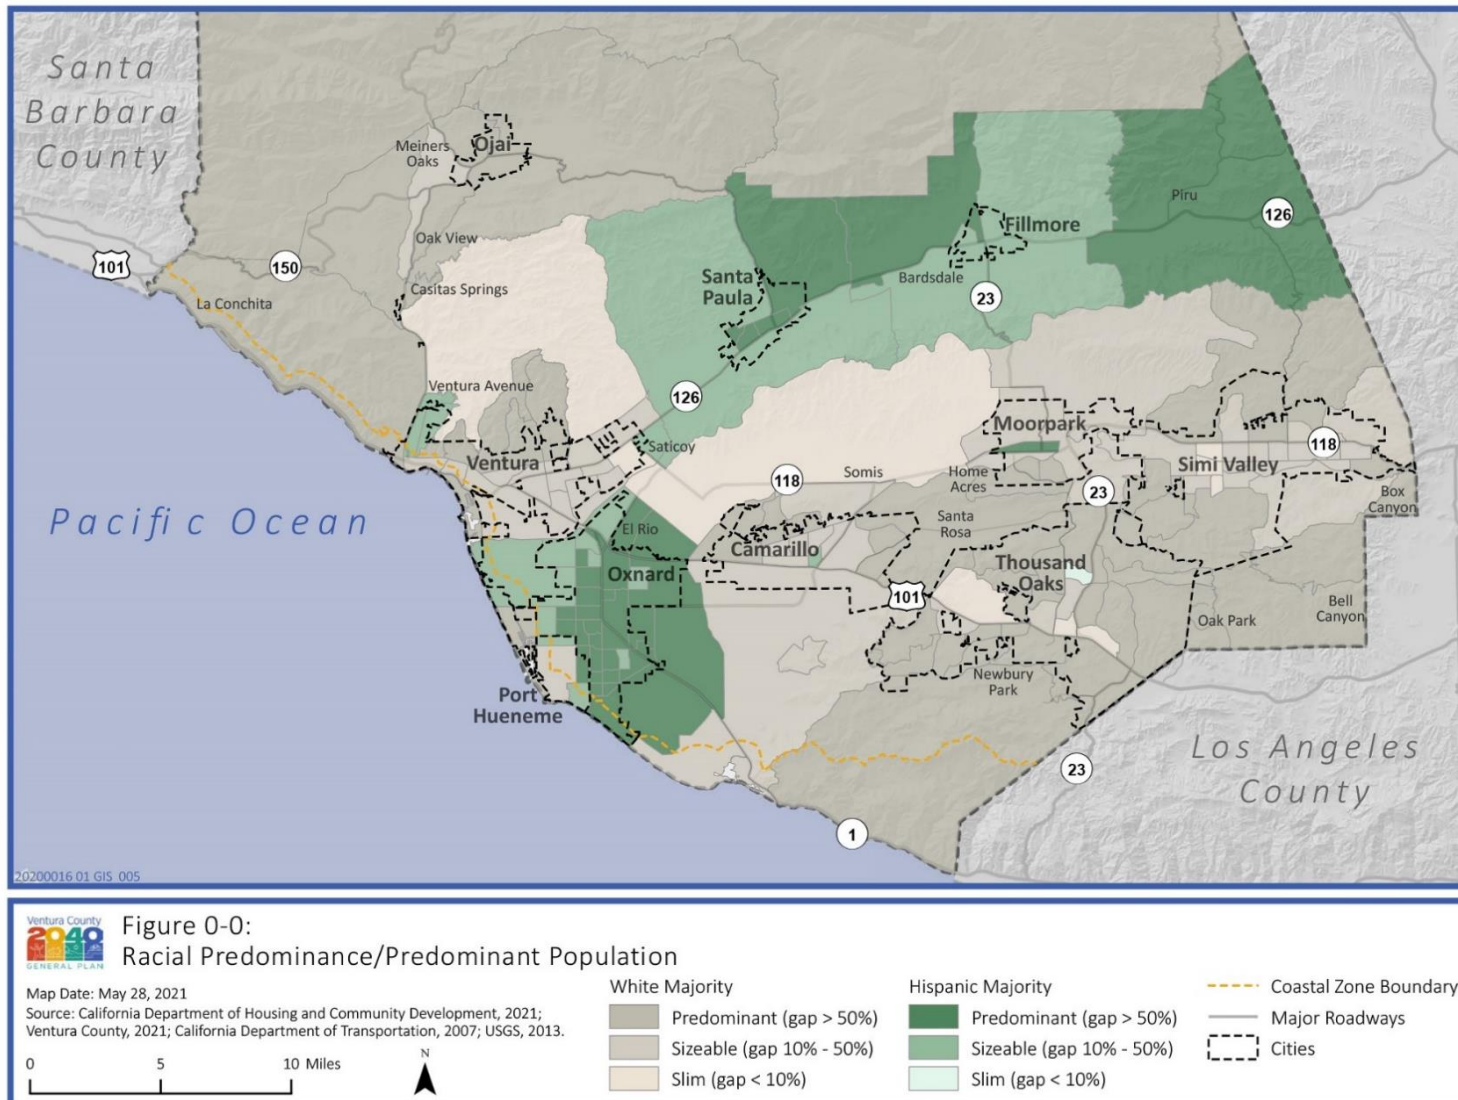 Santa
Barbara
County
Meiners
Oaks
Ojai
Oak View
Piru
126
Fillmore
101
150
Santa
Paula
Bardsdale
23
La Conchita
Casitas Springs
Ventura Avenue
126
Moorpark
Saticoy
Ventura
118
Simi Valley
118
Somis
Home
Acres
23
Box
Canyon
Pacific Ocean
El Rio
Santa
Rosa
Camarillo
Oxnard
Thousand
Oaks
101
Bell
Canyon
Oak Park
Newbury
Park
Port
Hueneme
Los Angeles
County
23
1
20200016 01 GIS 005
Ventura County
2040
GENERAL PLAN
Figure 0-0:
Racial Predominance/Predominant Population
Map Date: May 28, 2021
Source: California Department of Housing and Community Development, 2021;
Ventura County, 2021; California Department of Transportation, 2007; USGS, 2013.
0 5 10 Miles
N
White Majority
Predominant (gap > 50%)
Sizeable (gap 10% - 50%)
Slim (gap < 10%)
Hispanic Majority
Predominant (gap > 50%)
Sizeable (gap 10% - 50%)
Slim (gap < 10%)
Coastal Zone Boundary
Major Roadways
Cities